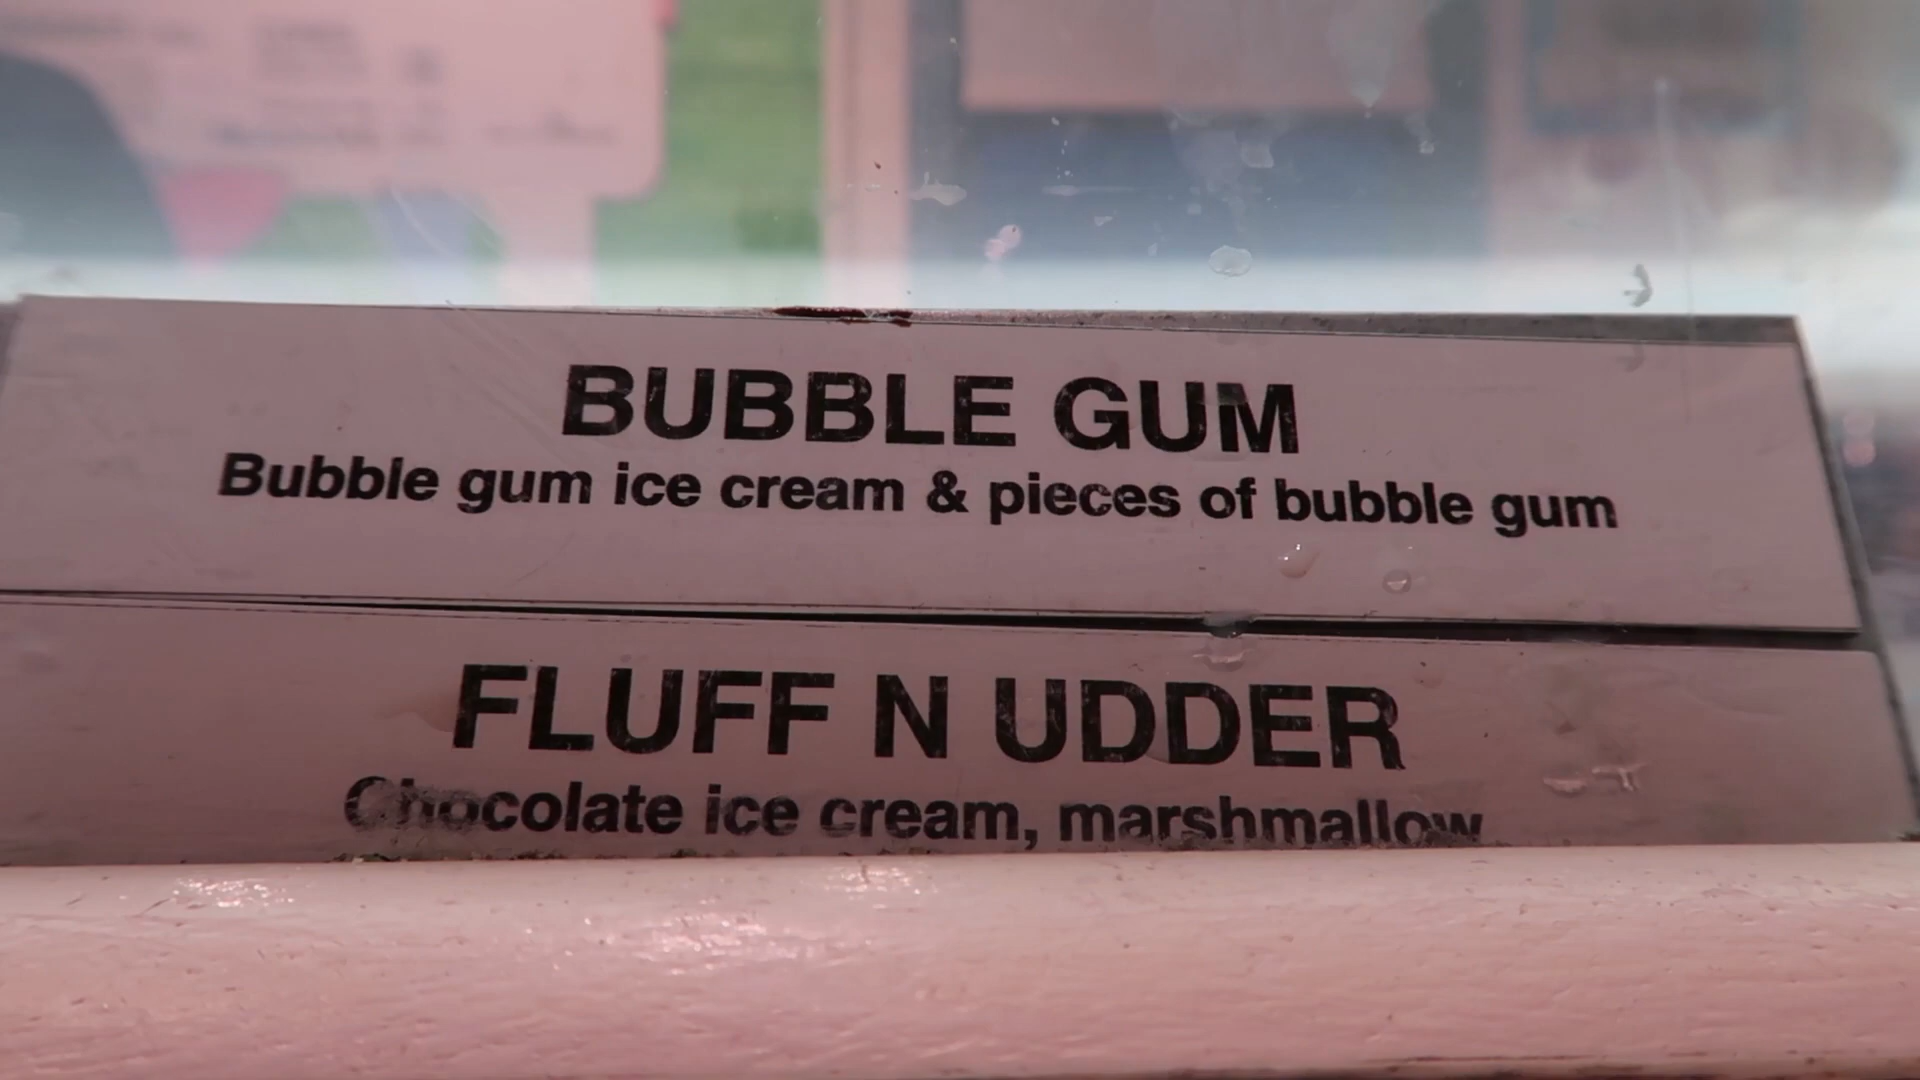 BUBBLE GUM
Bubble gum ice cream & pieces of bubble gum
FLUFF N UDDER
Chocolate ice cream, marshmallow